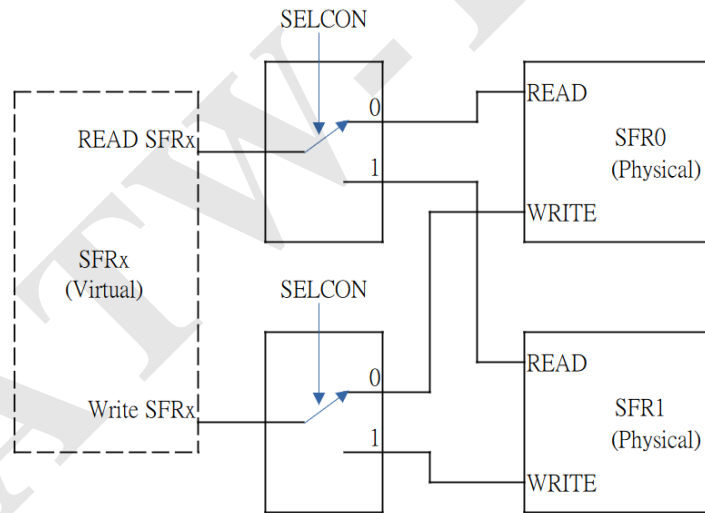 SELCON
0
1
READ SFRx
READ
SFR0
(Physical)
WRITE
SFRx
(Virtual)
SELCON
0
1
Write SFRx
READ
SFR1
(Physical)
WRITE